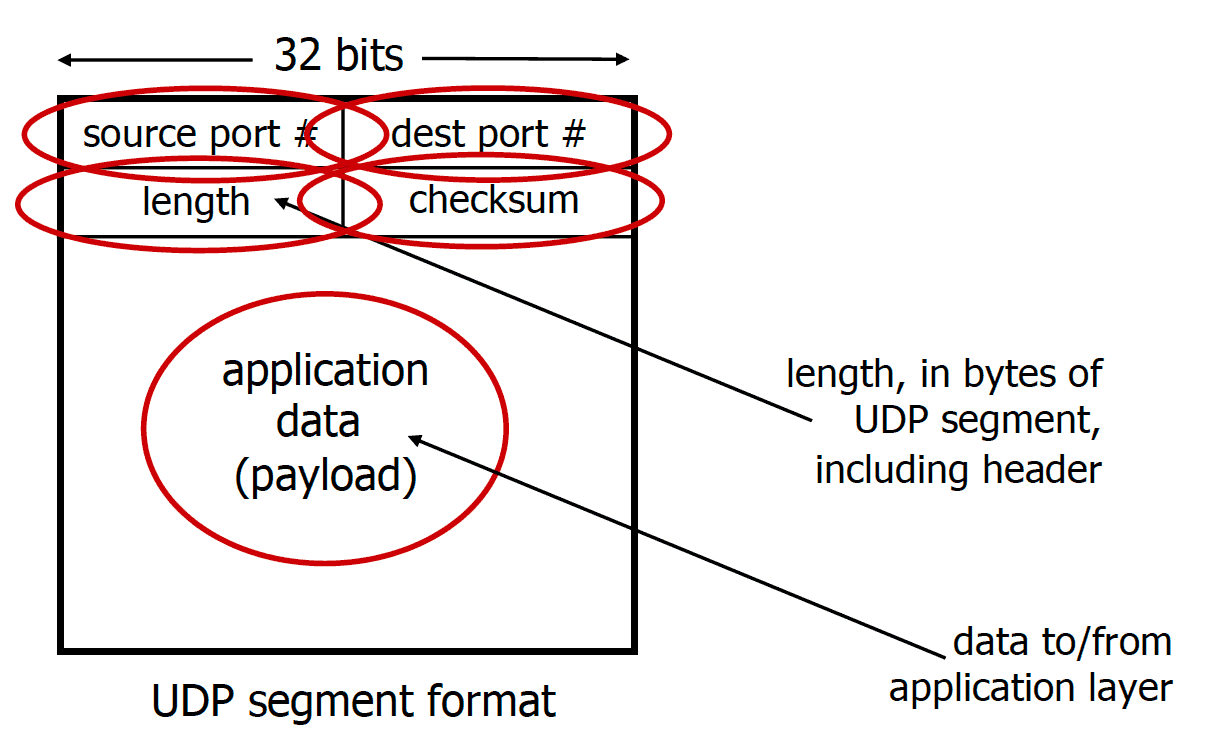 32 bits
source port # dest port #
length checksum
application
data
(payload)
length, in bytes of
UDP segment,
including header
data to/from
application layer
UDP segment format